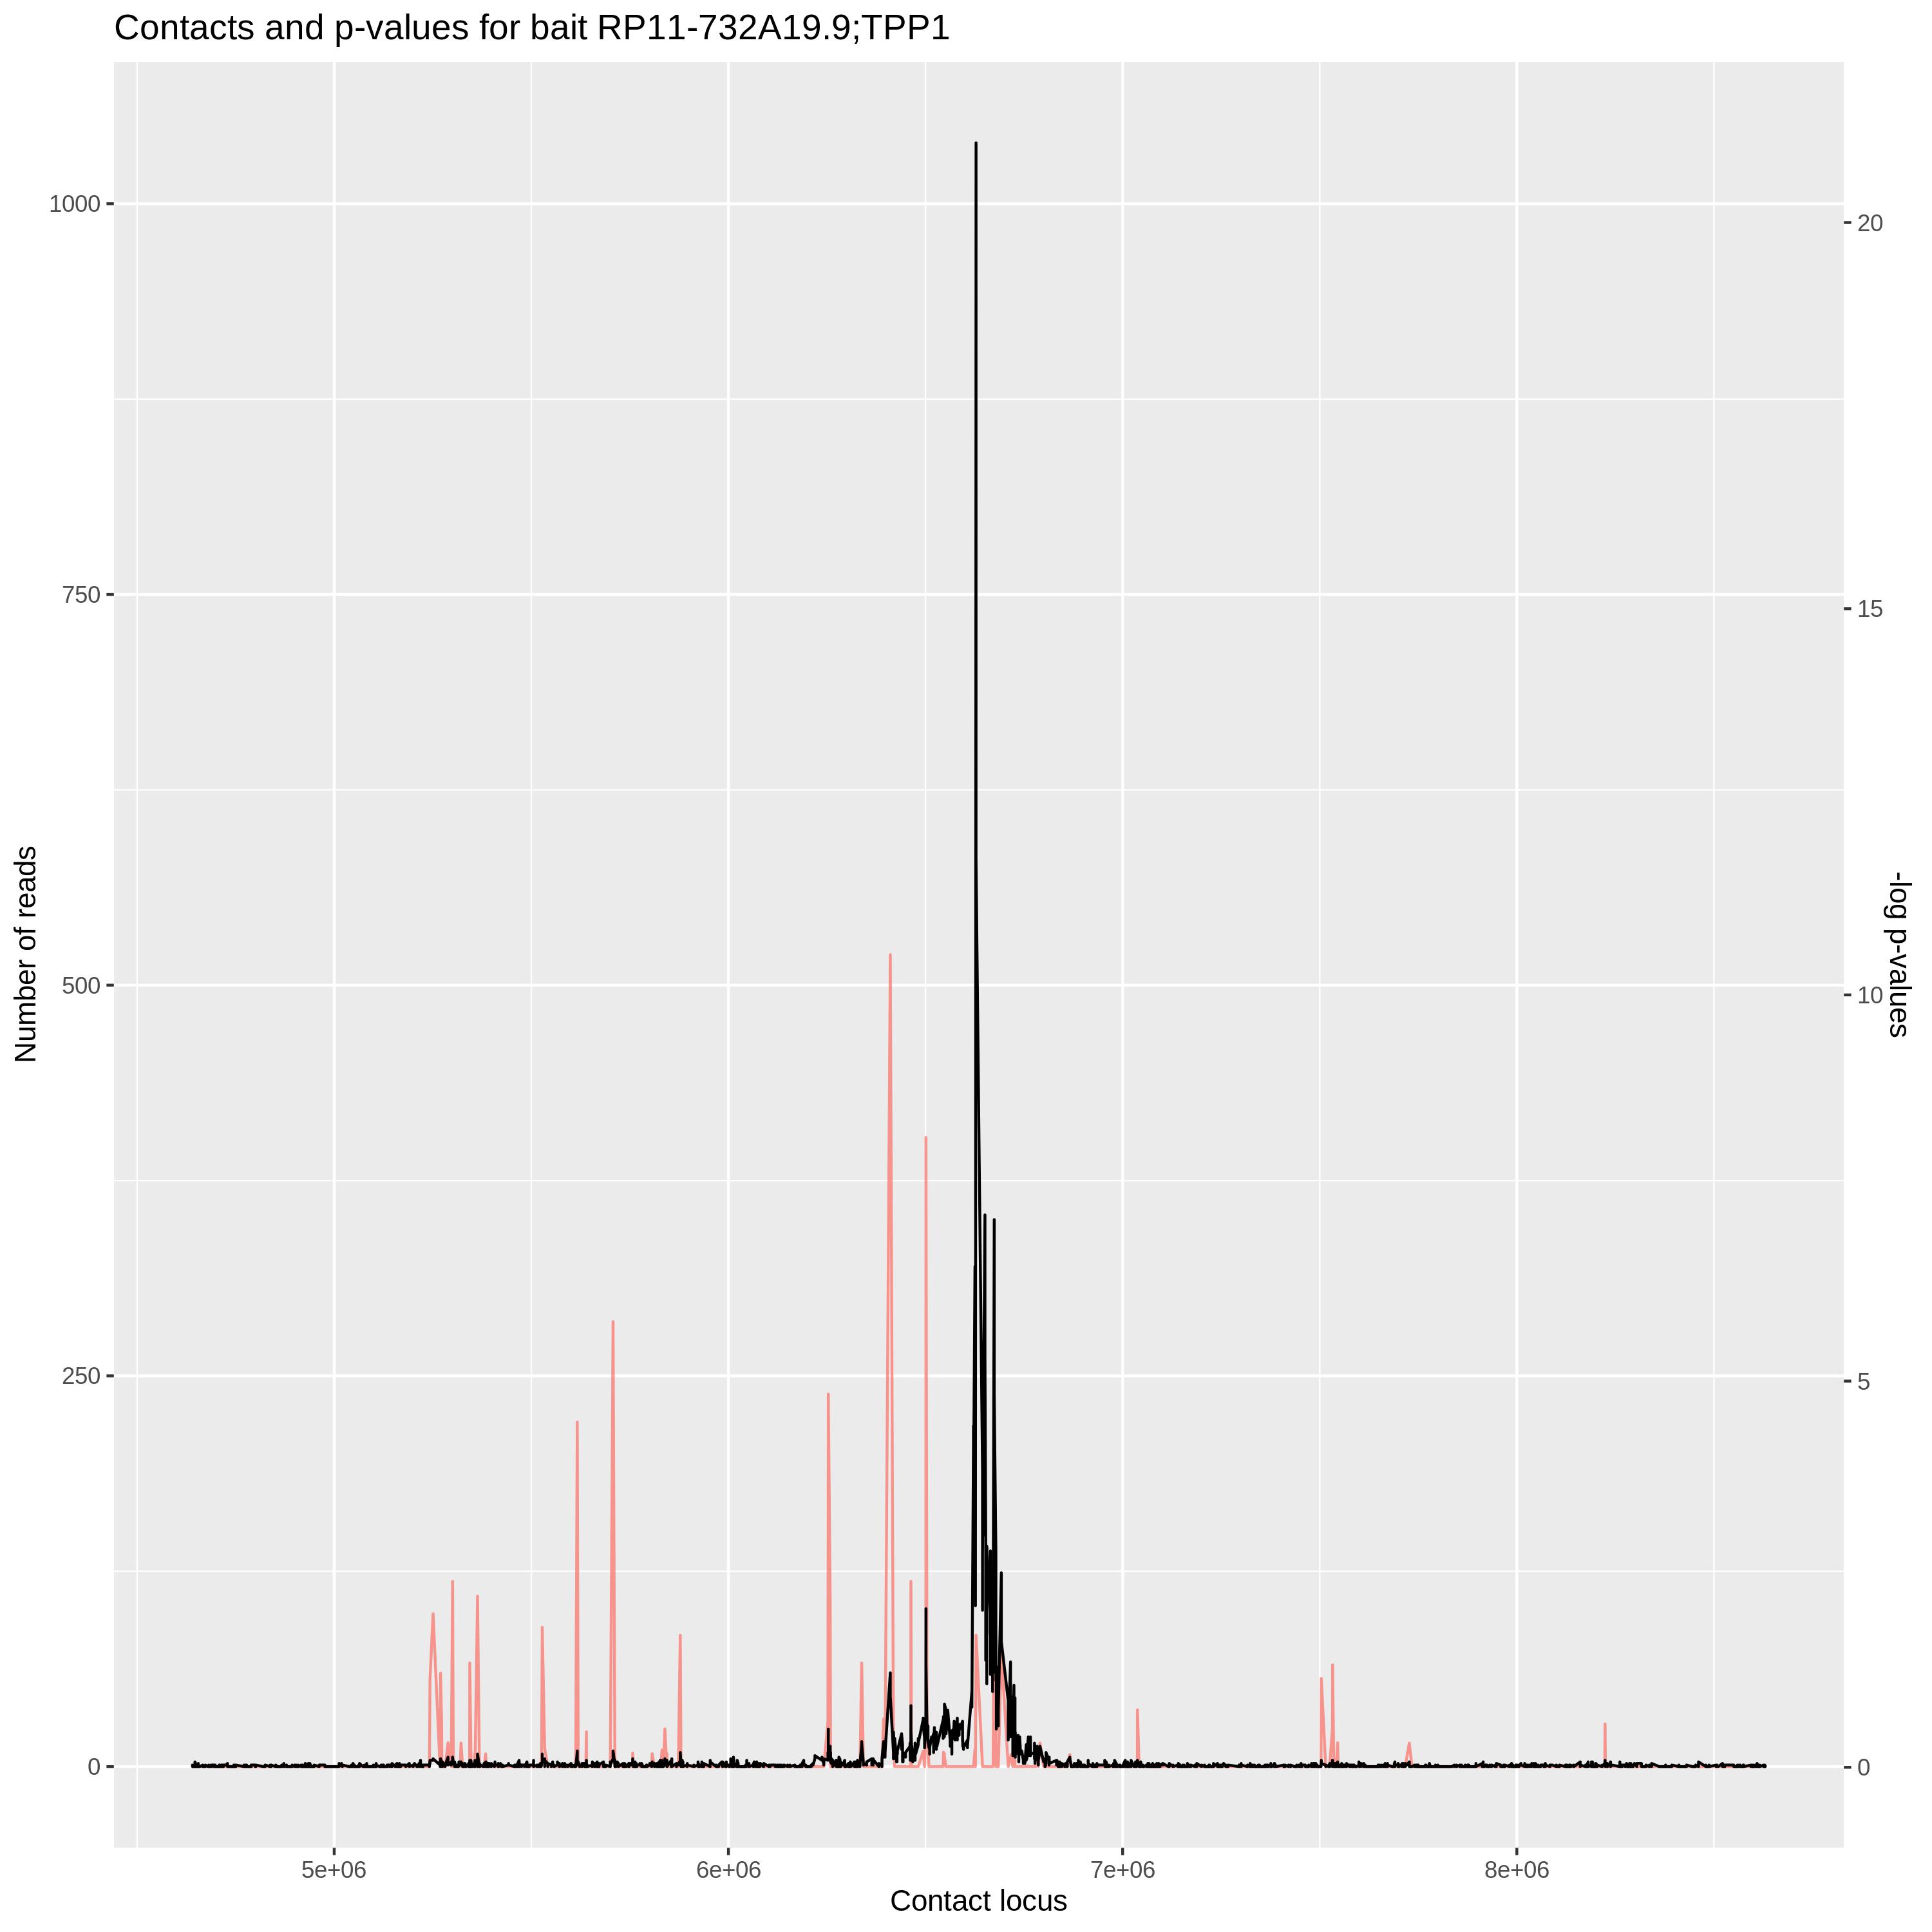 Contacts and p-values for bait RP11-732A19.9;TPP1
1000
750
500
250
0
Number of reads
20
15
10
5
0
-log p-values
5e+06
6e+06
7e+06
8e+06
Contact locus